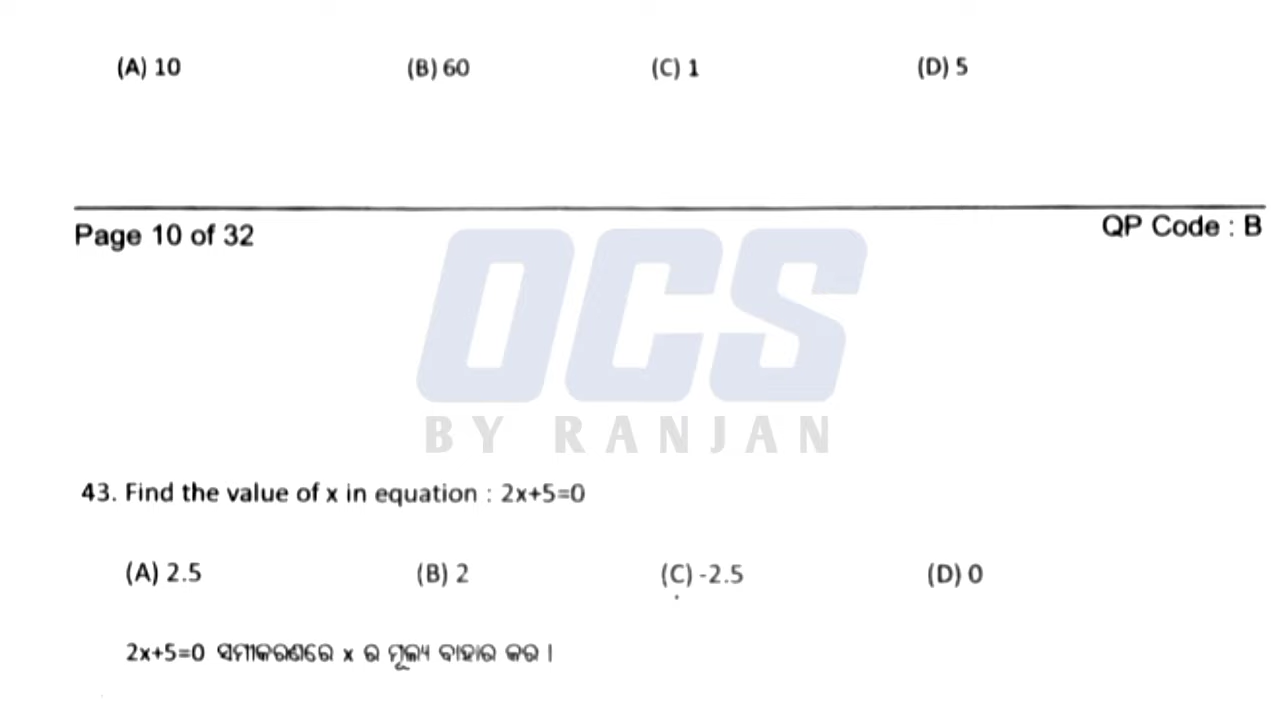 (A) 10 (B) 60 (C) 1 (D) 5
Page 10 of 32 QP Code : B
OCS
BY RANJAN
43. Find the value of x in equation : 2x+5=0
(A) 2.5 (B) 2 (C) -2.5 (D) 0
2x+5=0 ସମୀକରଣରେ x ର ମୂଲ୍ୟ ବାହାର କର ।